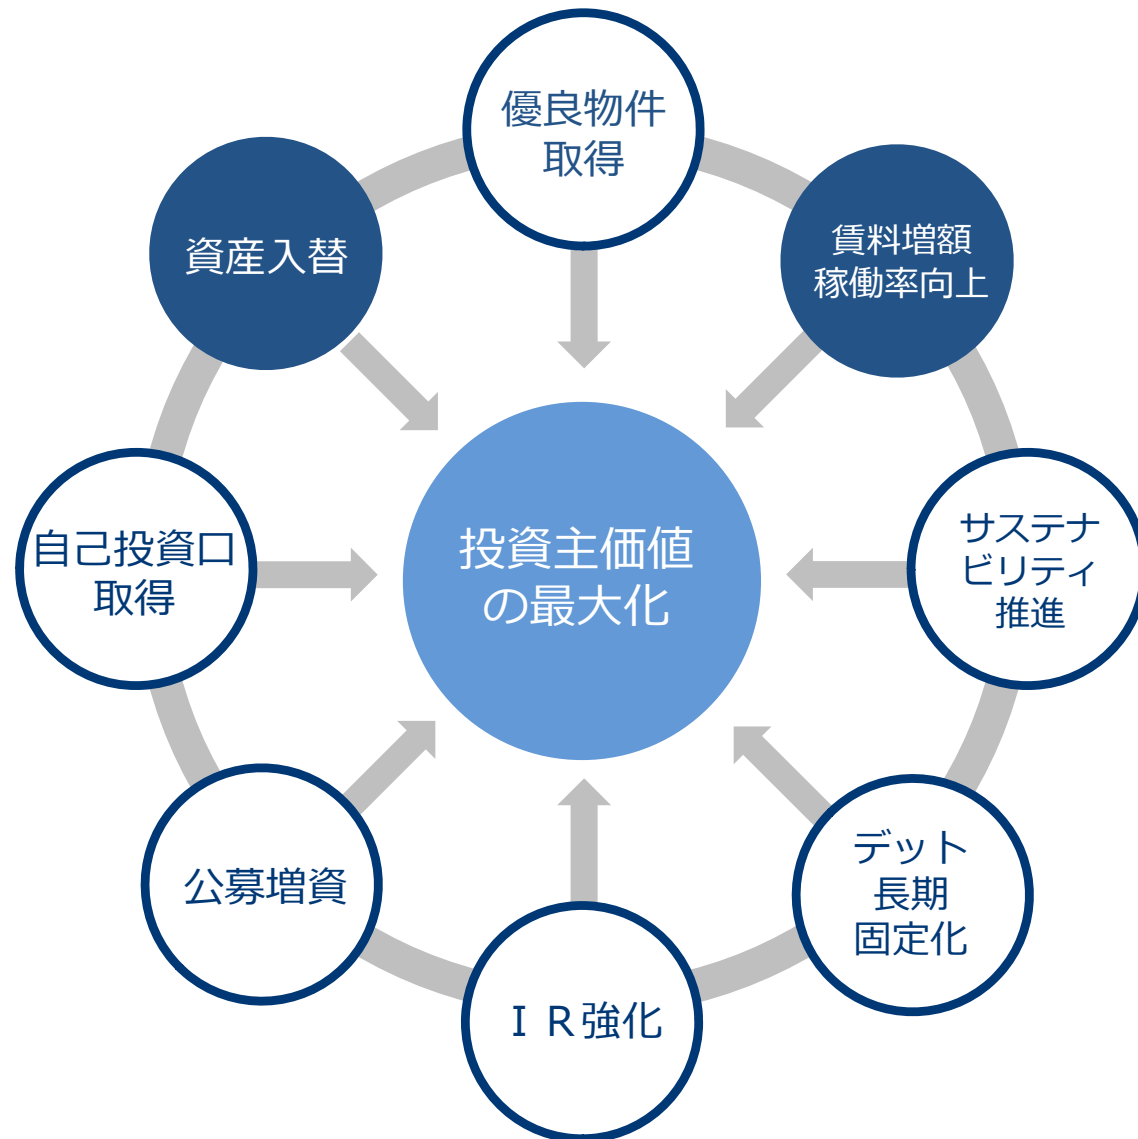 優良物件
取得
賃料増額
稼働率向上
サステナ
ビリティ
推進
デット
長期
固定化
ＩＲ強化
公募増資
自己投資口
取得
資産入替
投資主価値
の最大化